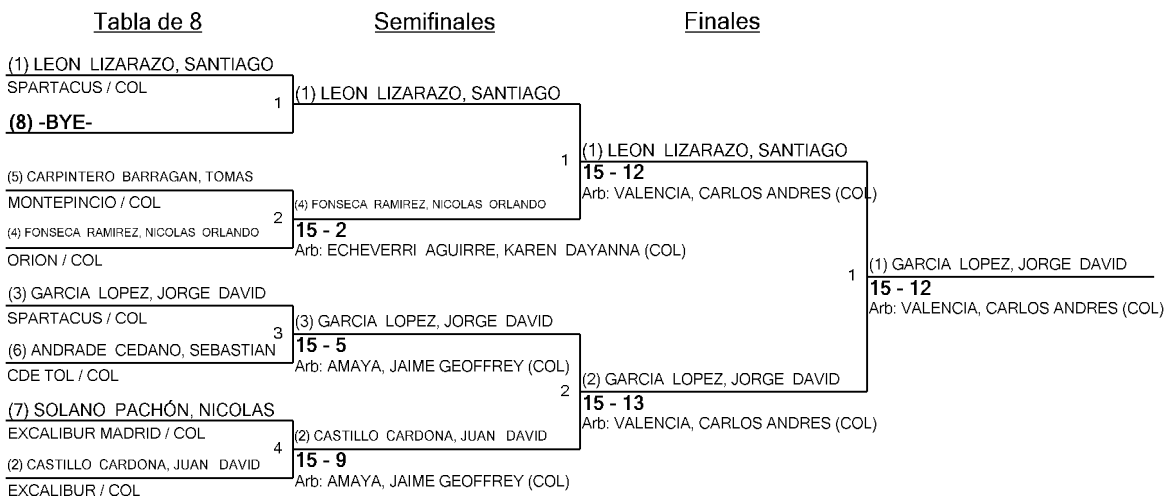 Tabla de 8
Semifinales
Finales
(1) LEON LIZARAZO, SANTIAGO
SPARTACUS / COL
1
(8) -BYE-
(5) CARPINTERO BARRAGAN, TOMAS
MONTEPINCIO / COL
2
(4) FONSECA RAMIREZ, NICOLAS ORLANDO
ORION / COL
(3) GARCIA LOPEZ, JORGE DAVID
SPARTACUS / COL
3
(6) ANDRADE CEDANO, SEBASTIAN
CDE TOL / COL
(7) SOLANO PACHÓN, NICOLAS
EXCALIBUR MADRID / COL
4
(2) CASTILLO CARDONA, JUAN DAVID
EXCALIBUR / COL
(1) LEON LIZARAZO, SANTIAGO
1
(4) FONSECA RAMIREZ, NICOLAS ORLANDO
15 - 2
Arb: ECHEVERRI AGUIRRE, KAREN DAYANNA (COL)
(3) GARCIA LOPEZ, JORGE DAVID
15 - 5
Arb: AMAYA, JAIME GEOFFREY (COL)
2
(2) CASTILLO CARDONA, JUAN DAVID
15 - 9
Arb: AMAYA, JAIME GEOFFREY (COL)
(1) LEON LIZARAZO, SANTIAGO
15 - 12
Arb: VALENCIA, CARLOS ANDRES (COL)
1
(2) GARCIA LOPEZ, JORGE DAVID
15 - 13
Arb: VALENCIA, CARLOS ANDRES (COL)
(1) GARCIA LOPEZ, JORGE DAVID
15 - 12
Arb: VALENCIA, CARLOS ANDRES (COL)